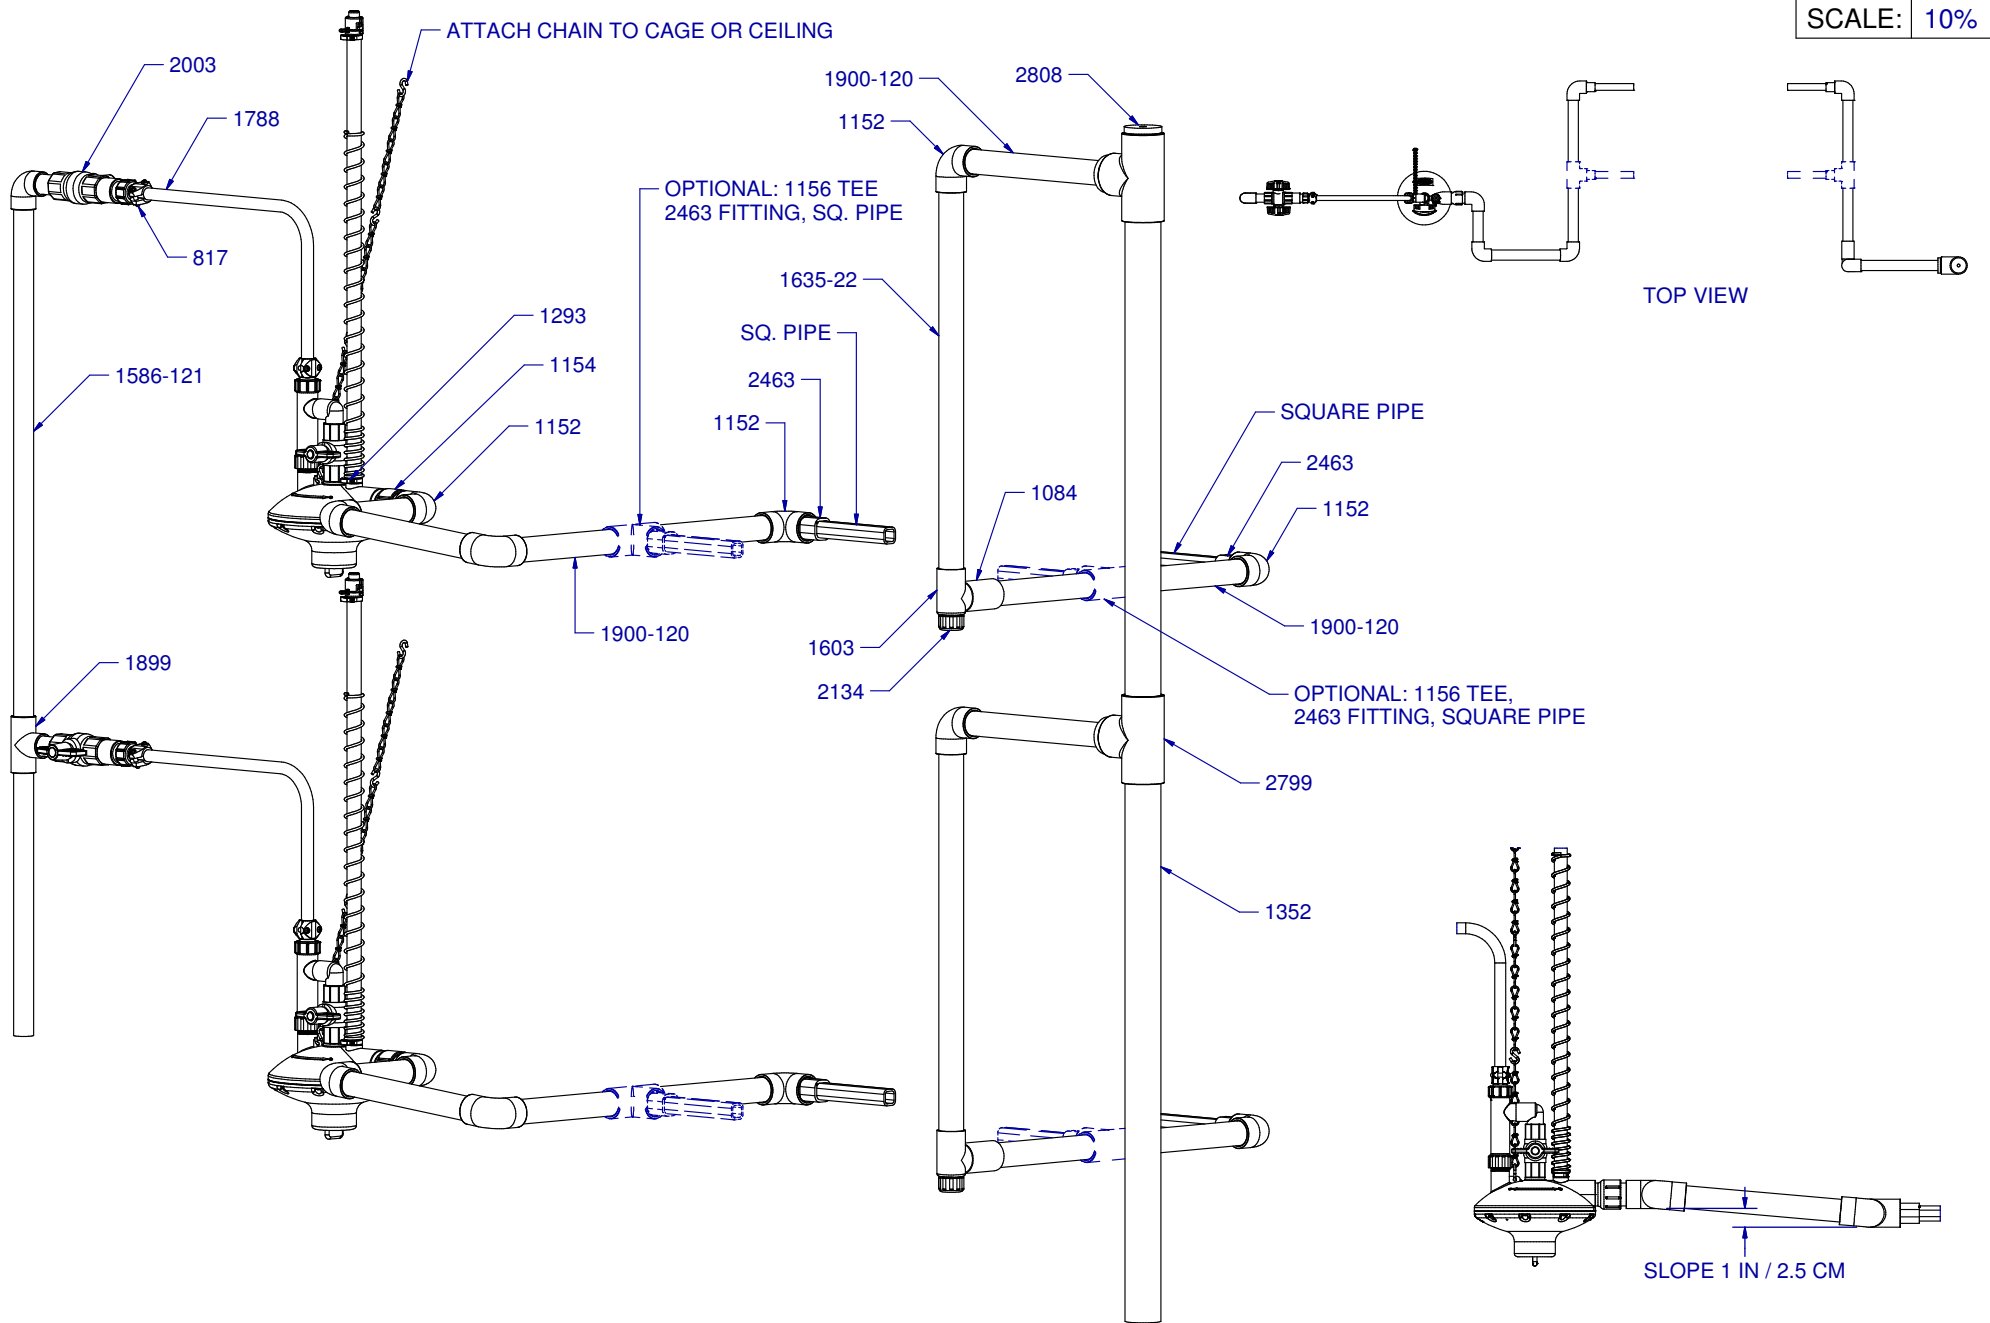 SCALE: 10%
ATTACH CHAIN TO CAGE OR CEILING
2003
1788
817
1900-120
2808
1152
OPTIONAL: 1156 TEE
2463 FITTING, SQ. PIPE
1635-22
TOP VIEW
1293
SQ. PIPE
1154
2463
1586-121
1152
1152
SQUARE PIPE
2463
1084
1152
1900-120
1603
1900-120
1899
2134
OPTIONAL: 1156 TEE,
2463 FITTING, SQUARE PIPE
2799
1352
SLOPE 1 IN / 2.5 CM